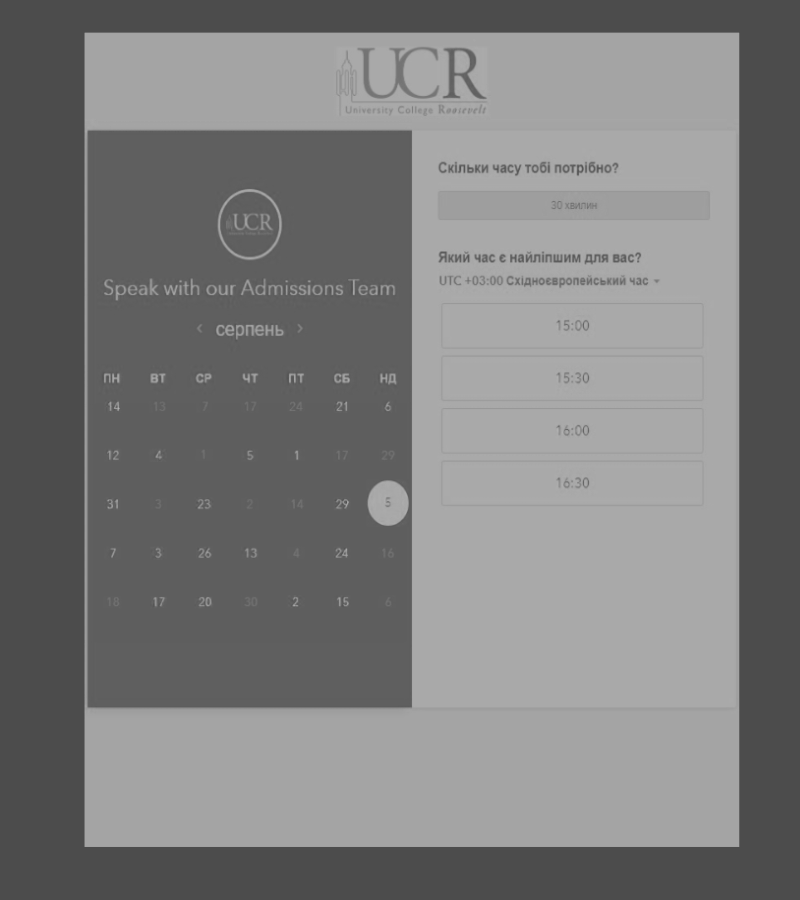 UCR
University College Roosevelt
UCR
Speak with our Admissions Team
‹ серпень ›
ПН ВТ СР ЧТ ПТ СБ НД
14 13 7 17 24 21 6
12 4 1 5 1 17 29
31 3 23 2 14 29 5
7 3 26 13 4 24 16
18 17 20 30 2 15 6
Скільки часу тобі потрібно?
30 хвилин
Який час є найліпшим для вас?
UTC +03:00 Східноєвропейський час
15:00
15:30
16:00
16:30